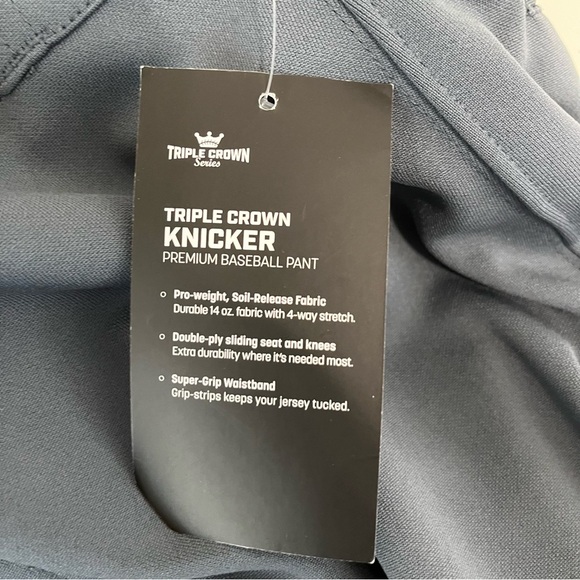 TRIPLE CROWN
Series
TRIPLE CROWN
KNICKER
PREMIUM BASEBALL PANT
Pro-weight, Soil-Release Fabric
Durable 14 oz. fabric with 4-way stretch.
Double-ply sliding seat and knees
Extra durability where it's needed most.
Super-Grip Waistband
Grip-strips keeps your jersey tucked.